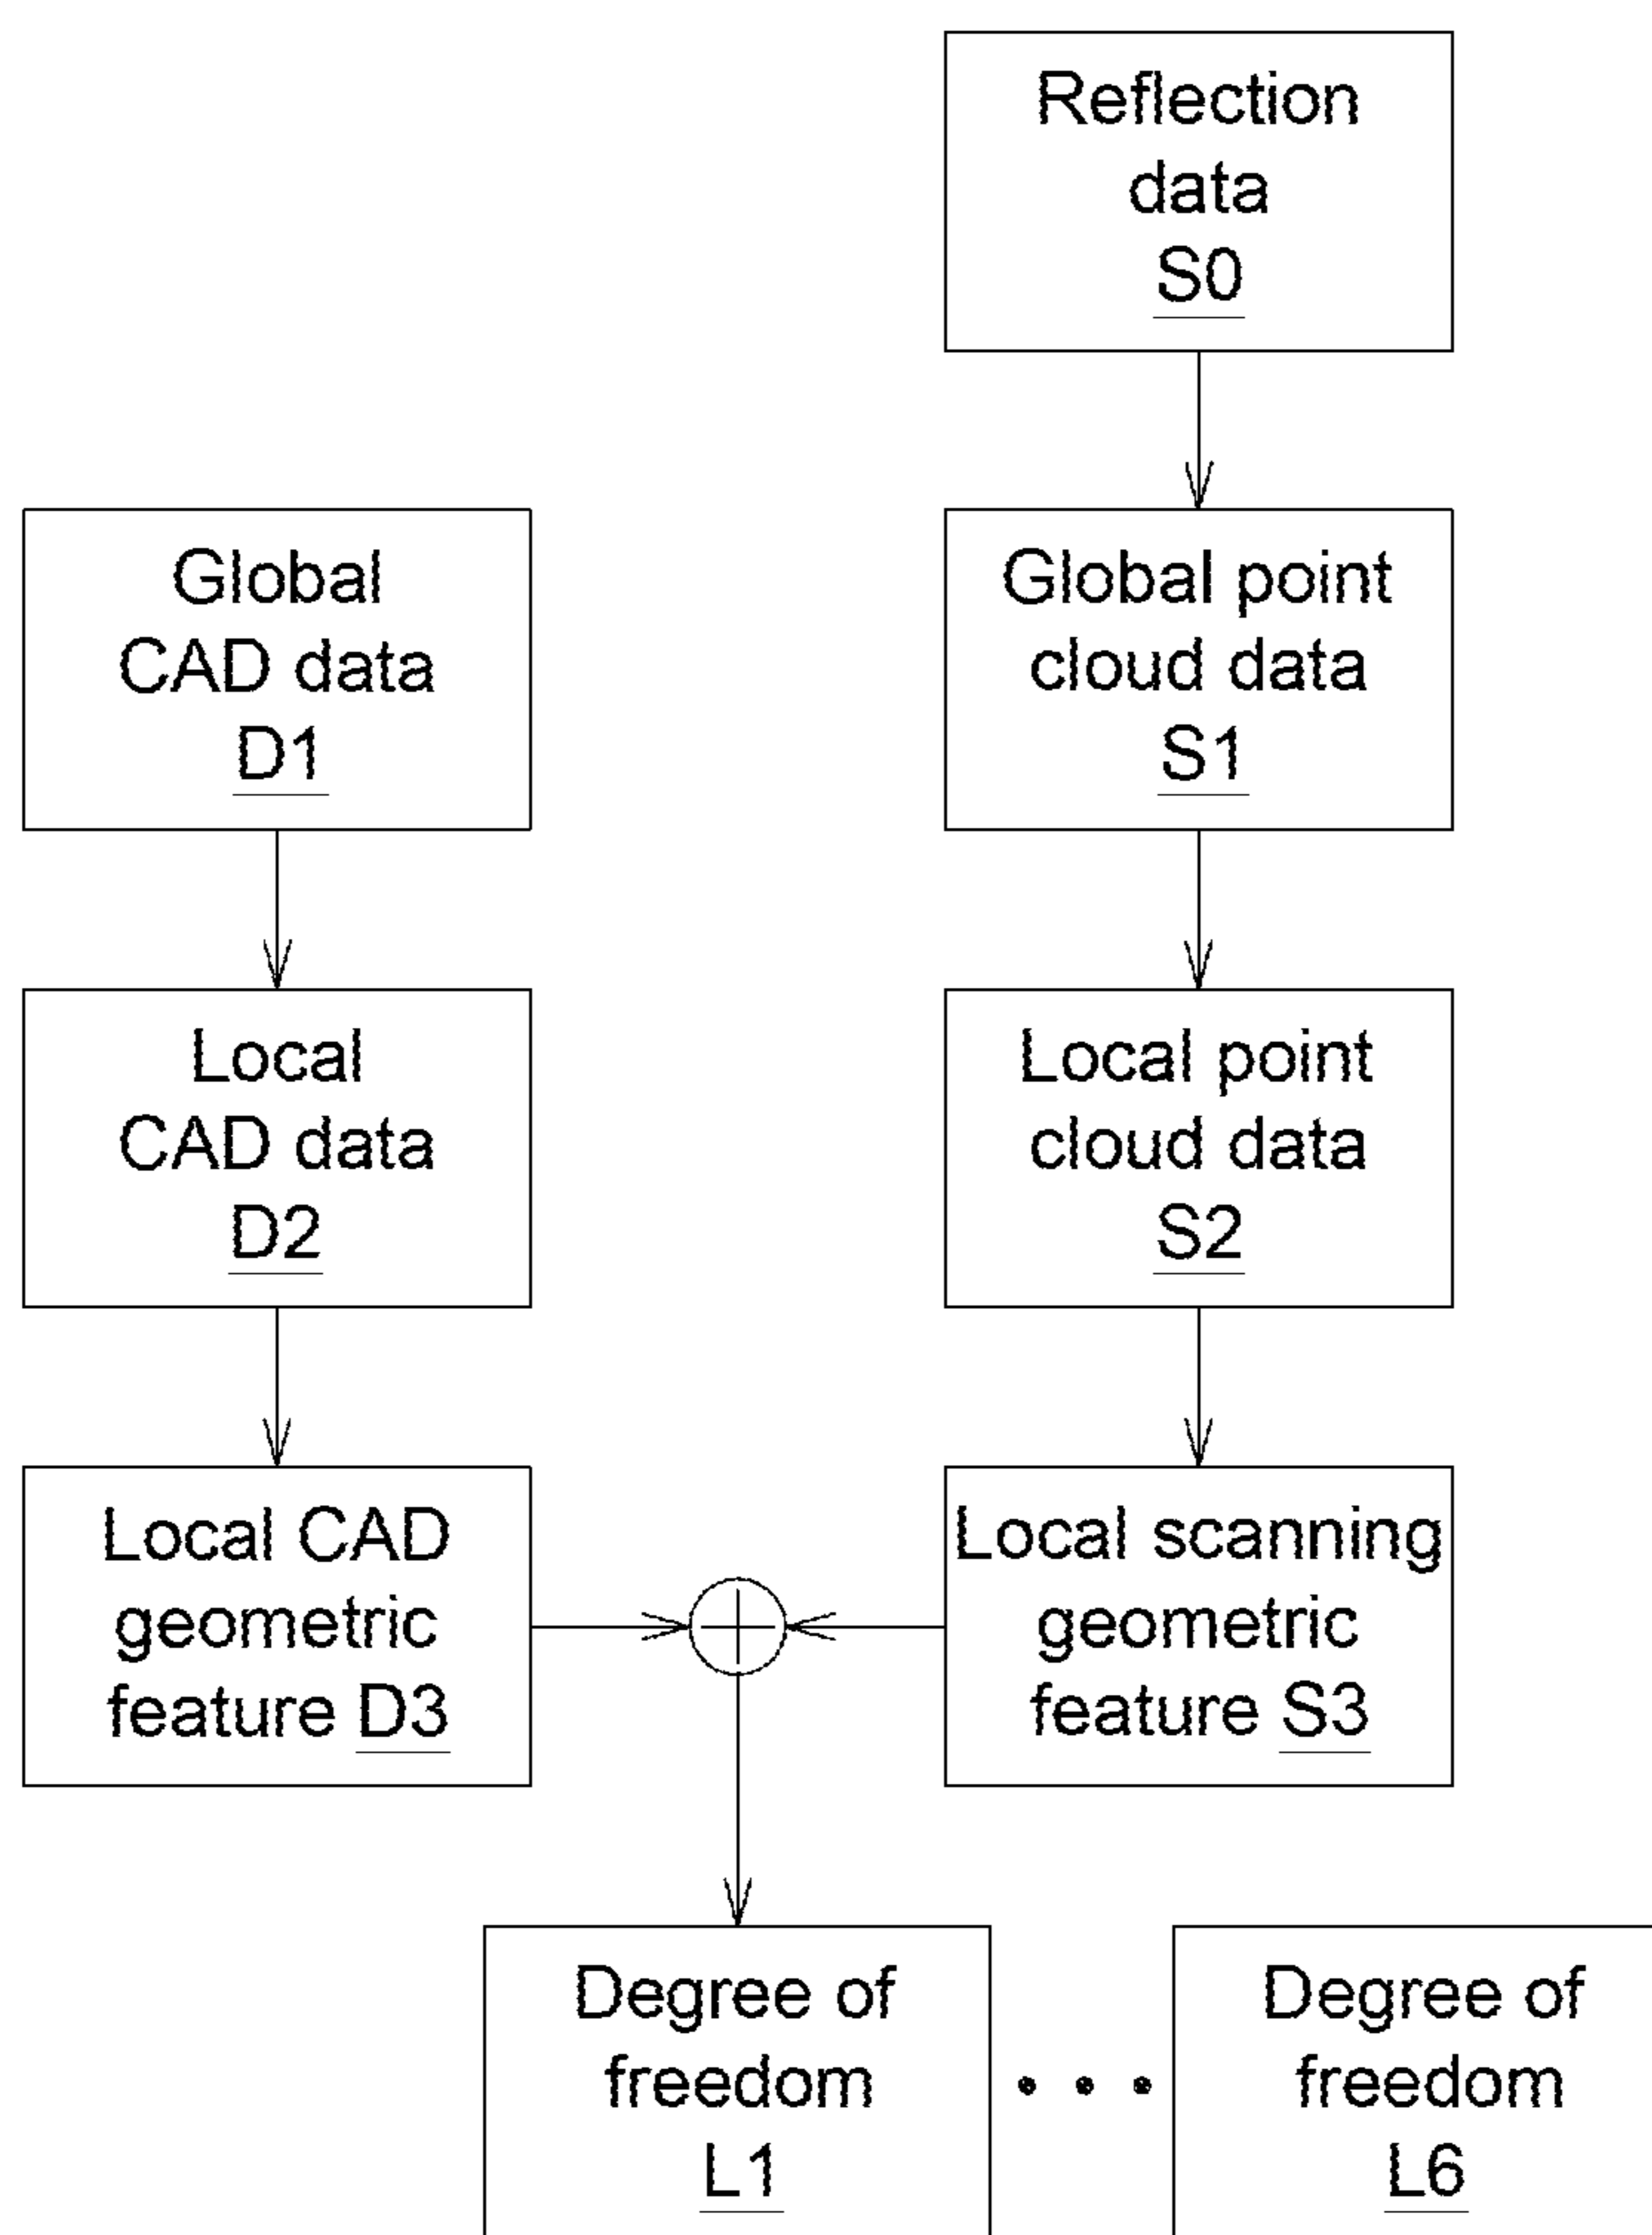 Reflection
data
S0
Global
CAD data
D1
Global point
cloud data
S1
Local
CAD data
D2
Local point
cloud data
S2
Local CAD
geometric
feature D3
Local scanning
geometric
feature S3
Degree of
freedom
L1
Degree of
freedom
L6